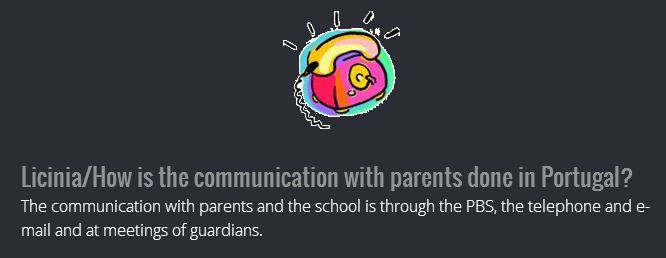 Licinia/How is the communication with parents done in Portugal?
The communication with parents and the school is through the PBS, the telephone and e-
mail and at meetings of guardians.